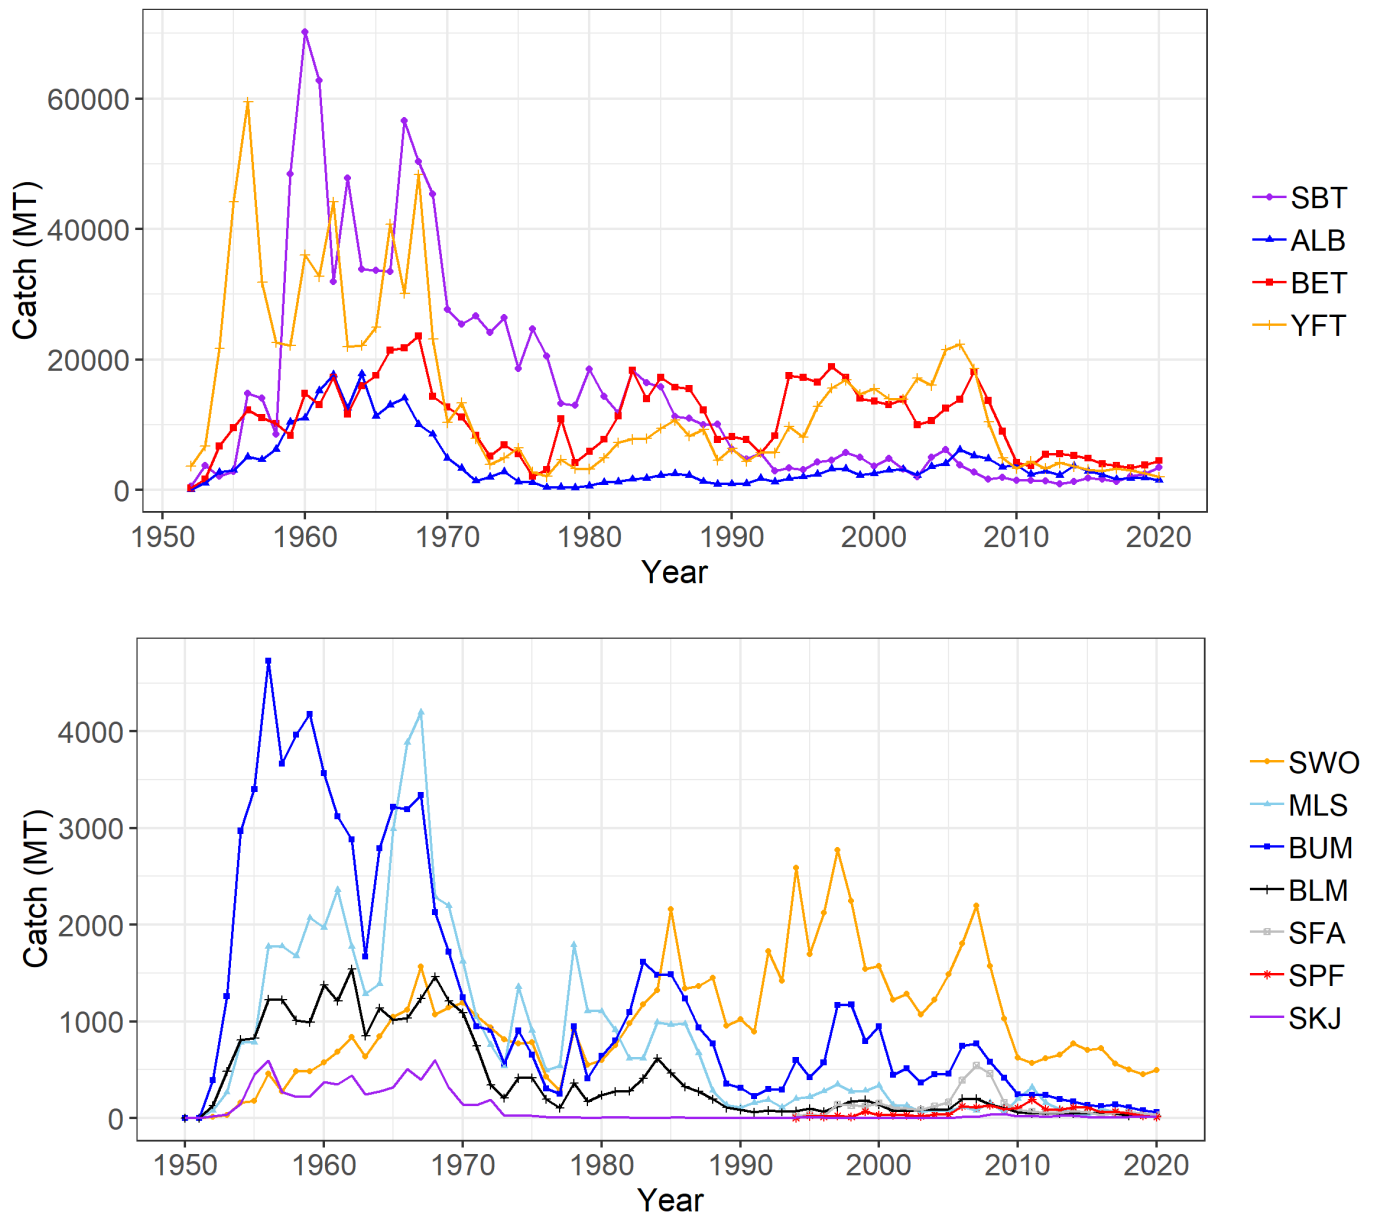 Catch (MT)
60000
40000
20000
0
1950 1960 1970 1980 1990 2000 2010 2020
Year
SBT
ALB
BET
YFT
Catch (MT)
4000
3000
2000
1000
0
1950 1960 1970 1980 1990 2000 2010 2020
Year
SWO
MLS
BUM
BLM
SFA
SPF
SKJ